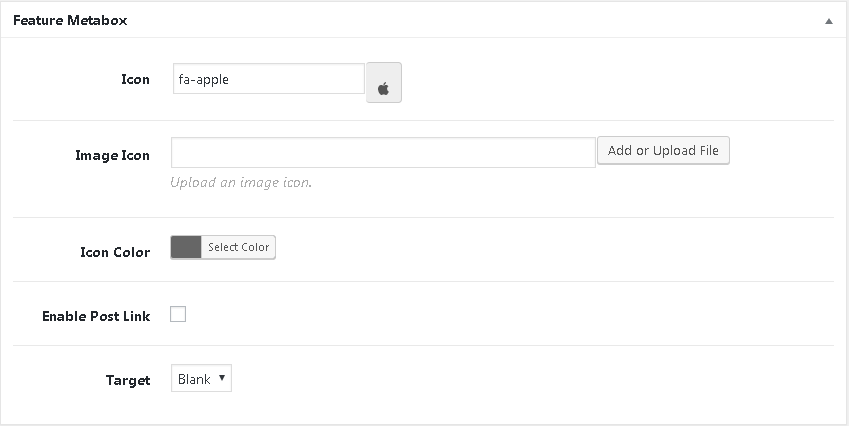 Feature Metabox
Icon fa-apple
Image Icon Add or Upload File
Upload an image icon.
Icon Color Select Color
Enable Post Link
Target Blank